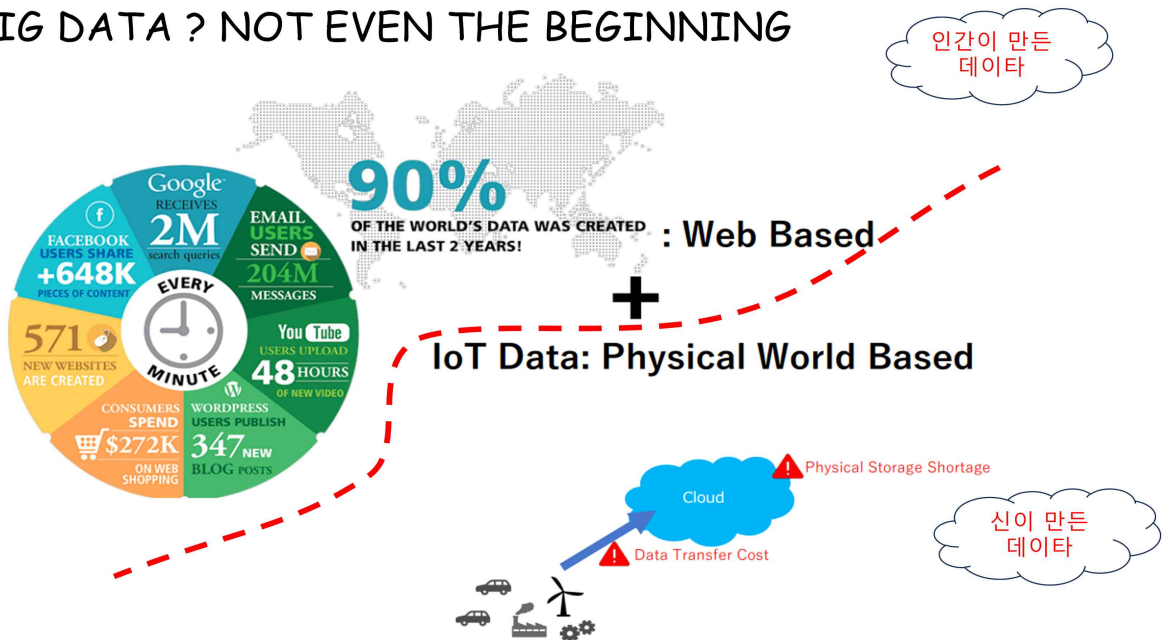 IG DATA ? NOT EVEN THE BEGINNING
인간이 만든
데이타
90%
OF THE WORLD'S DATA WAS CREATED
IN THE LAST 2 YEARS!
: Web Based
+
IoT Data: Physical World Based
Google
RECEIVES
2M
search queries
EMAIL
USERS
SEND
204M
MESSAGES
You Tube
USERS UPLOAD
48 HOURS
OF NEW VIDEO
WORDPRESS
USERS PUBLISH
347 NEW
BLOG POSTS
CONSUMERS
SPEND
$272K
ON WEB
SHOPPING
571
NEW WEBSITES
ARE CREATED
f
FACEBOOK
USERS SHARE
+648K
PIECES OF CONTENT
EVERY
MINUTE
Physical Storage Shortage
Cloud
Data Transfer Cost
신이 만든
데이타